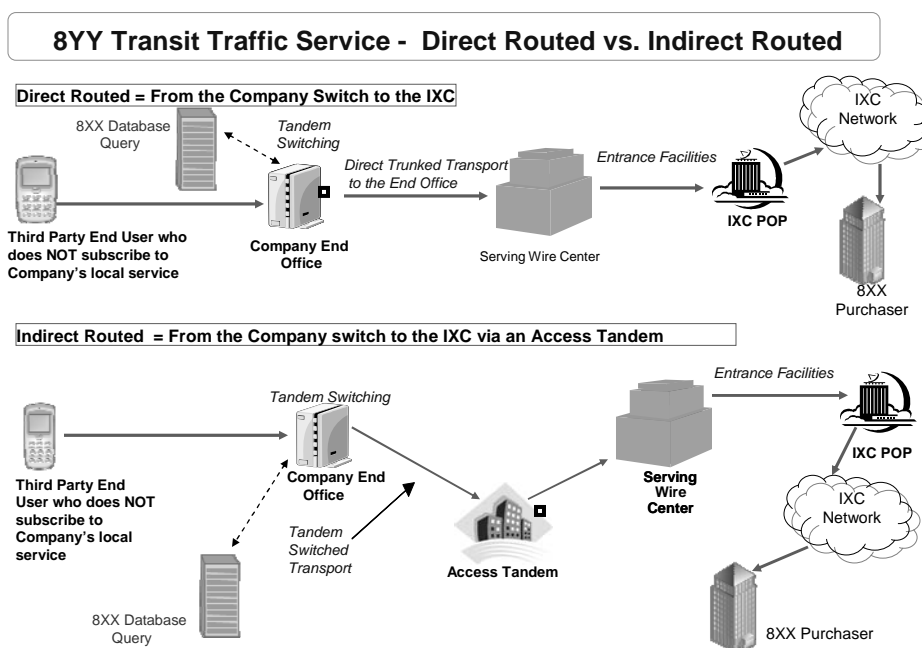 8YY Transit Traffic Service - Direct Routed vs. Indirect Routed
Direct Routed = From the Company Switch to the IXC
8XX Database
Query
Tandem
Switching
Direct Trunked Transport
to the End Office
Entrance Facilities
IXC
Network
Third Party End User who
does NOT subscribe to
Company's local service
Company End
Office
Serving Wire Center
IXC POP
8XX
Purchaser
Indirect Routed = From the Company switch to the IXC via an Access Tandem
Tandem Switching
Entrance Facilities
Third Party End
User who does NOT
subscribe to
Company's local
service
Company End
Office
Tandem
Switched
Transport
Access Tandem
Serving
Wire
Center
IXC POP
IXC
Network
8XX Database
Query
8XX Purchaser